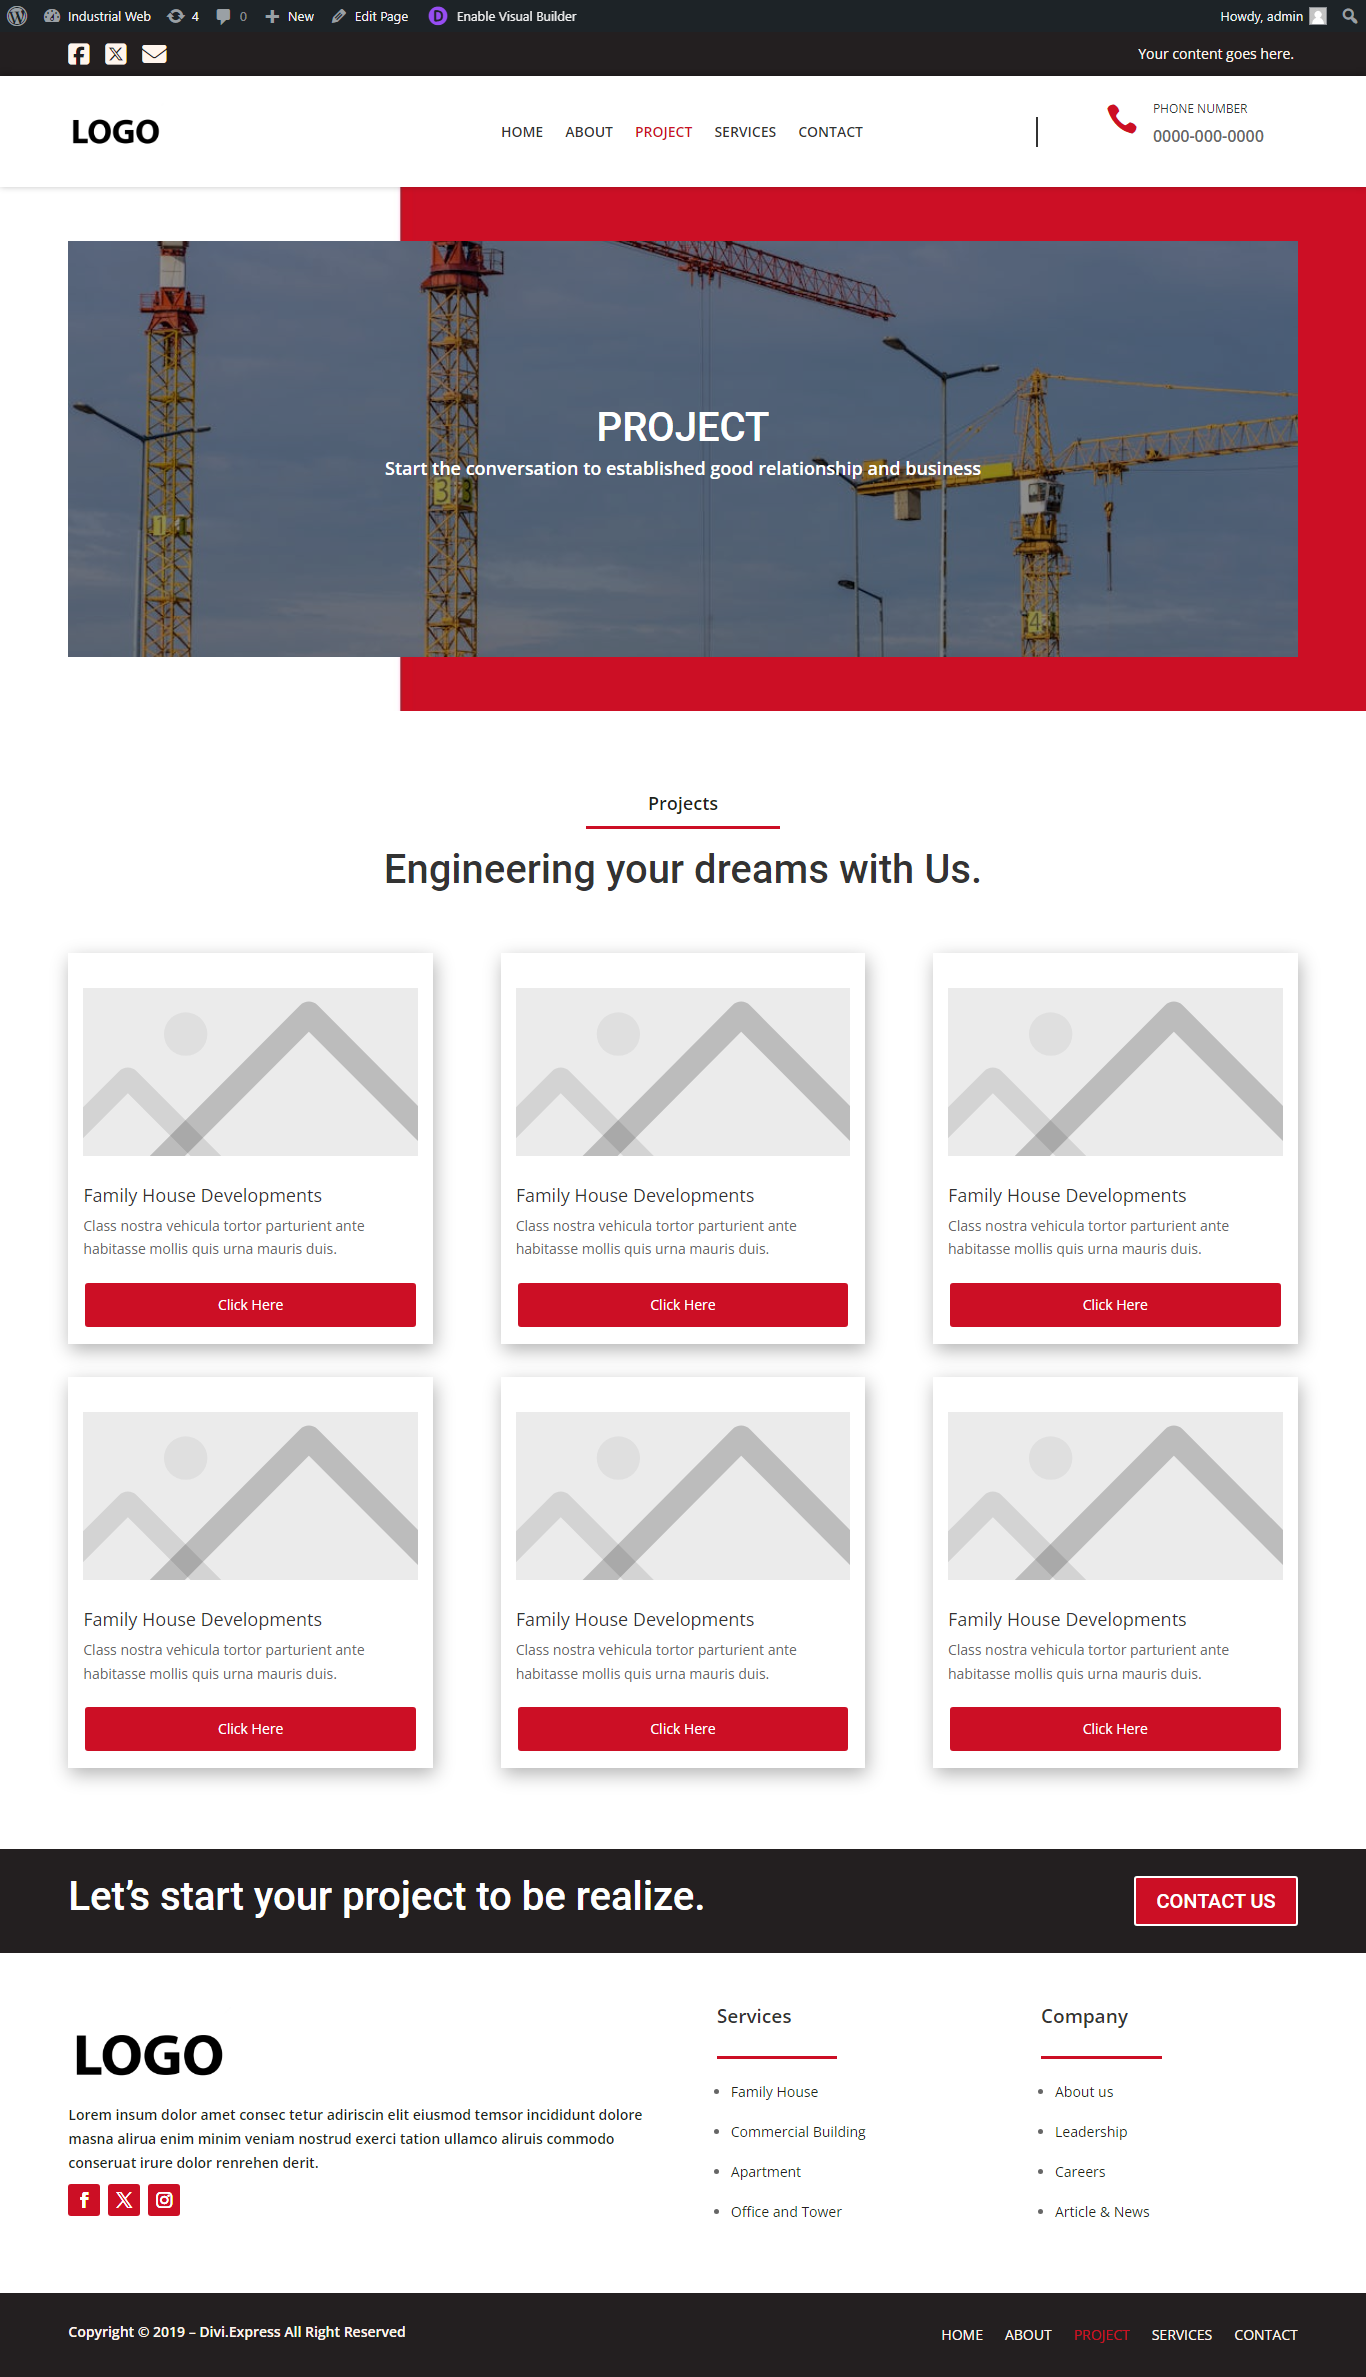 Industrial Web 4 0 New Edit Page D Enable Visual Builder Howdy, admin
Your content goes here.
LOGO
HOME ABOUT PROJECT SERVICES CONTACT
PHONE NUMBER
0000-000-0000
PROJECT
Start the conversation to established good relationship and business
11
3 3
4
Projects
Engineering your dreams with Us.
Family House Developments
Class nostra vehicula tortor parturient ante
habitasse mollis quis urna mauris duis.
Click Here
Family House Developments
Class nostra vehicula tortor parturient ante
habitasse mollis quis urna mauris duis.
Click Here
Family House Developments
Class nostra vehicula tortor parturient ante
habitasse mollis quis urna mauris duis.
Click Here
Family House Developments
Class nostra vehicula tortor parturient ante
habitasse mollis quis urna mauris duis.
Click Here
Family House Developments
Class nostra vehicula tortor parturient ante
habitasse mollis quis urna mauris duis.
Click Here
Family House Developments
Class nostra vehicula tortor parturient ante
habitasse mollis quis urna mauris duis.
Click Here
Let’s start your project to be realize.
CONTACT US
LOGO
Lorem insum dolor amet consec tetur adiriscin elit eiusmod temsor incididunt dolore
masna alirua enim minim veniam nostrud exerci tation ullamco aliruis commodo
conseruat irure dolor renrehen derit.
Services
Family House
Commercial Building
Apartment
Office and Tower
Company
About us
Leadership
Careers
Article & News
Copyright © 2019 – Divi.Express All Right Reserved
HOME ABOUT PROJECT SERVICES CONTACT